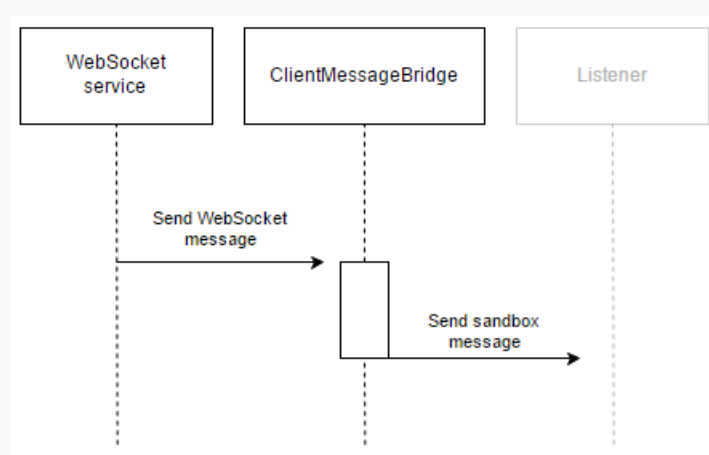 WebSocket
service
ClientMessageBridge
Listener
Send WebSocket
message
Send sandbox
message